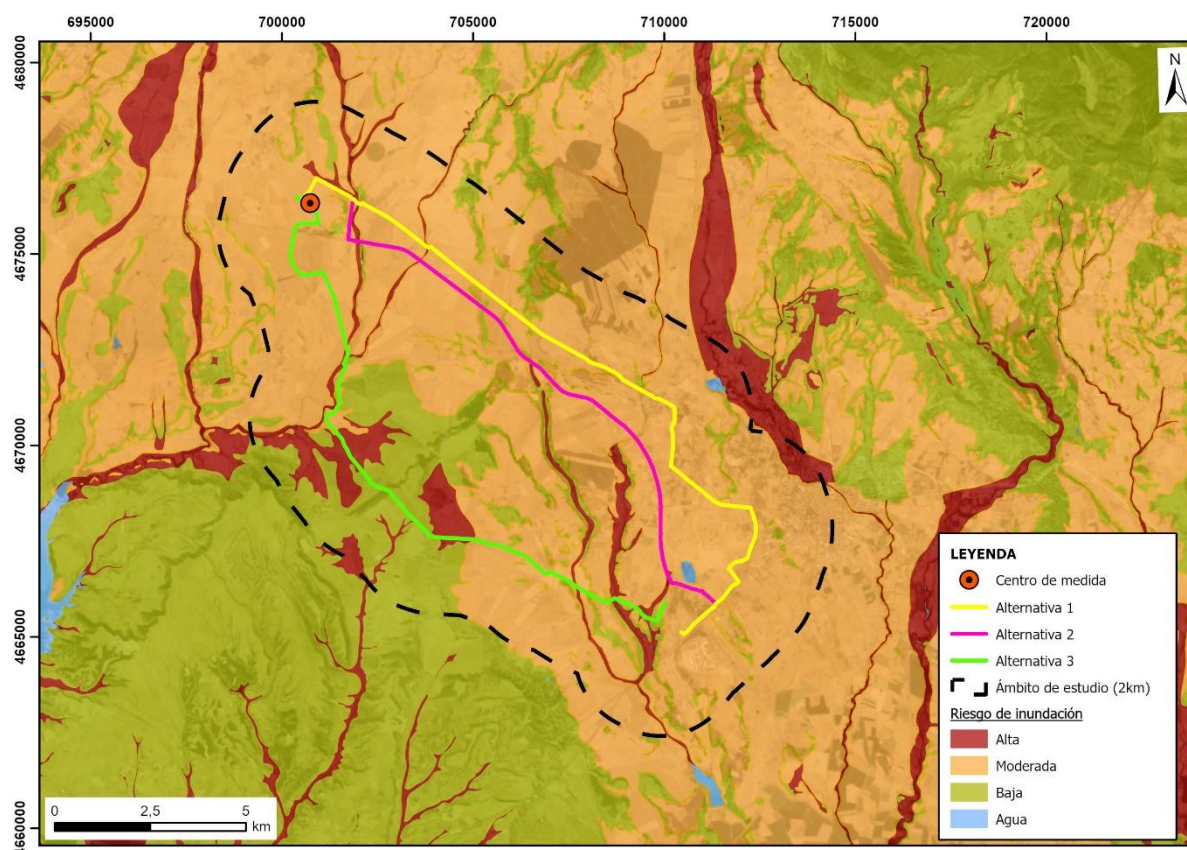 695000 700000 705000 710000 715000 720000
4680000
4675000
4670000
4665000
4660000
N
LEYENDA
Centro de medida
Alternativa 1
Alternativa 2
Alternativa 3
Ámbito de estudio (2km)
Riesgo de inundación
Alta
Moderada
Baja
Agua
0 2,5 5
km